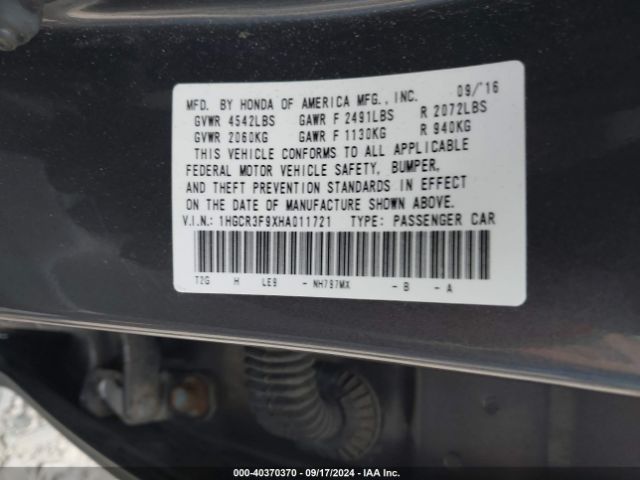 MFD. BY HONDA OF AMERICA MFG., INC. 09/'16
GVWR 4542LBS GAWR F 2491LBS R 2072LBS
GVWR 2060KG GAWR F 1130KG R 940KG
THIS VEHICLE CONFORMS TO ALL APPLICABLE
FEDERAL MOTOR VEHICLE SAFETY, BUMPER,
AND THEFT PREVENTION STANDARDS IN EFFECT
ON THE DATE OF MANUFACTURE SHOWN ABOVE.
V.I.N.: 1HGCR3F9XHA011721 TYPE: PASSENGER CAR
T2G H LE9 - NH797MX - B - A
40-40370370 - 09/17/2024 - IAA Inc.